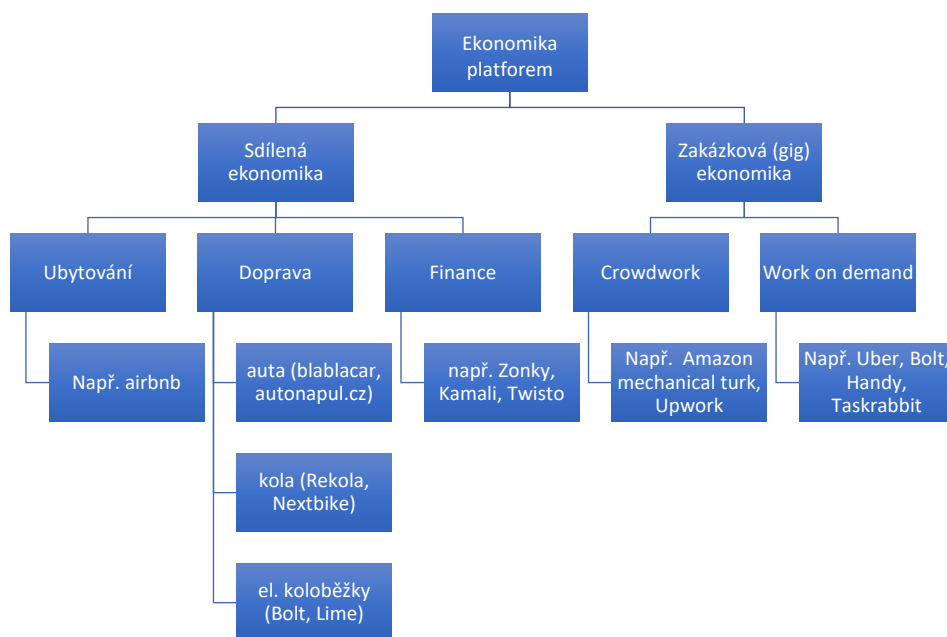 Ekonomika
platforem
Sdílená
ekonomika
Zakázková (gig)
ekonomika
Ubytování
Doprava
Finance
Crowdwork
Work on demand
Např. airbnb
auta (blablacar,
autonapul.cz)
např. Zonky,
Kamali, Twisto
Např. Amazon
mechanical turk,
Upwork
Např. Uber, Bolt,
Handy,
Taskrabbit
kola (Rekola,
Nextbike)
el. koloběžky
(Bolt, Lime)